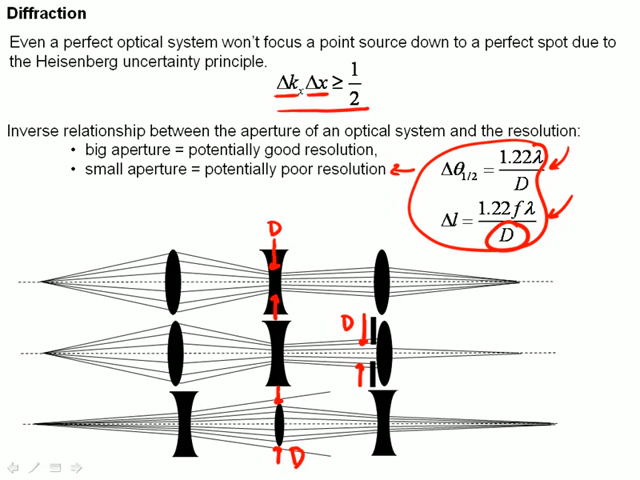 Diffraction
Even a perfect optical system won't focus a point source down to a perfect spot due to
the Heisenberg uncertainty principle.
Δkₓ Δx ≥ 1/2
Inverse relationship between the aperture of an optical system and the resolution:
• big aperture = potentially good resolution,
• small aperture = potentially poor resolution
Δθ₁/₂ = 1.22λ/D
Δl = 1.22fλ/D
D
D
D